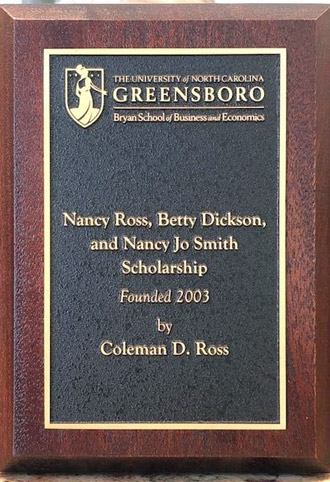 THE UNIVERSITY of NORTH CAROLINA
GREENSBORO
Bryan School of Business and Economics
Nancy Ross, Betty Dickson,
and Nancy Jo Smith
Scholarship
Founded 2003
by
Coleman D. Ross